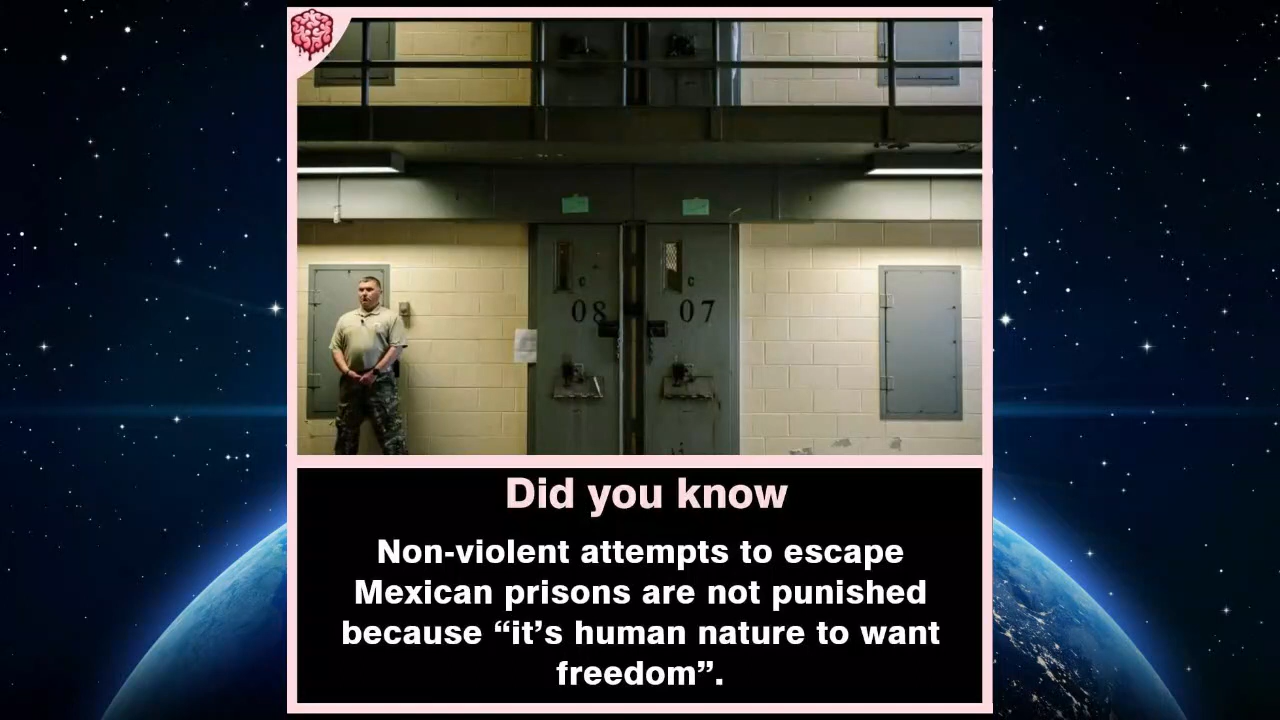 08 07
C C
Did you know
Non-violent attempts to escape
Mexican prisons are not punished
because “it’s human nature to want
freedom”.